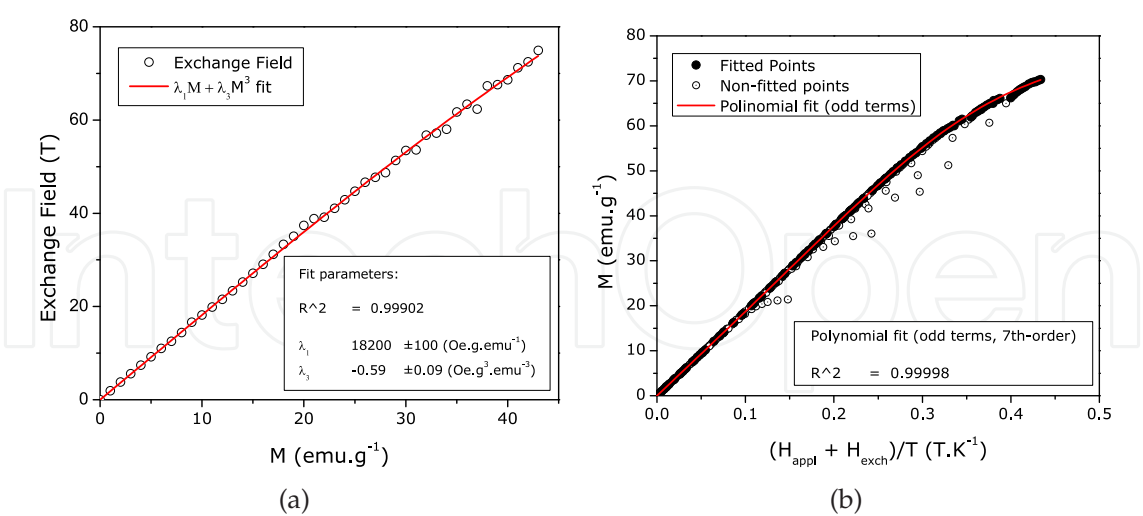 80
60
40
20
0
0
10
20
30
40
Exchange Field (T)
M (emu.g⁻¹)
Exchange Field
λ₁M + λ₃M³ fit
Fit parameters:
R^2 = 0.99902
λ₁ 18200 ±100 (Oe.g.emu⁻¹)
λ₃ -0.59 ±0.09 (Oe.g³.emu⁻³)
(a)
80
70
60
50
40
30
20
10
0
0.0
0.1
0.2
0.3
0.4
0.5
M (emu.g⁻¹)
(H_appl + H_exch)/T (T.K⁻¹)
Fitted Points
Non-fitted points
Polinomial fit (odd terms)
Polynomial fit (odd terms, 7th-order)
R^2 = 0.99998
(b)
IntechOpen